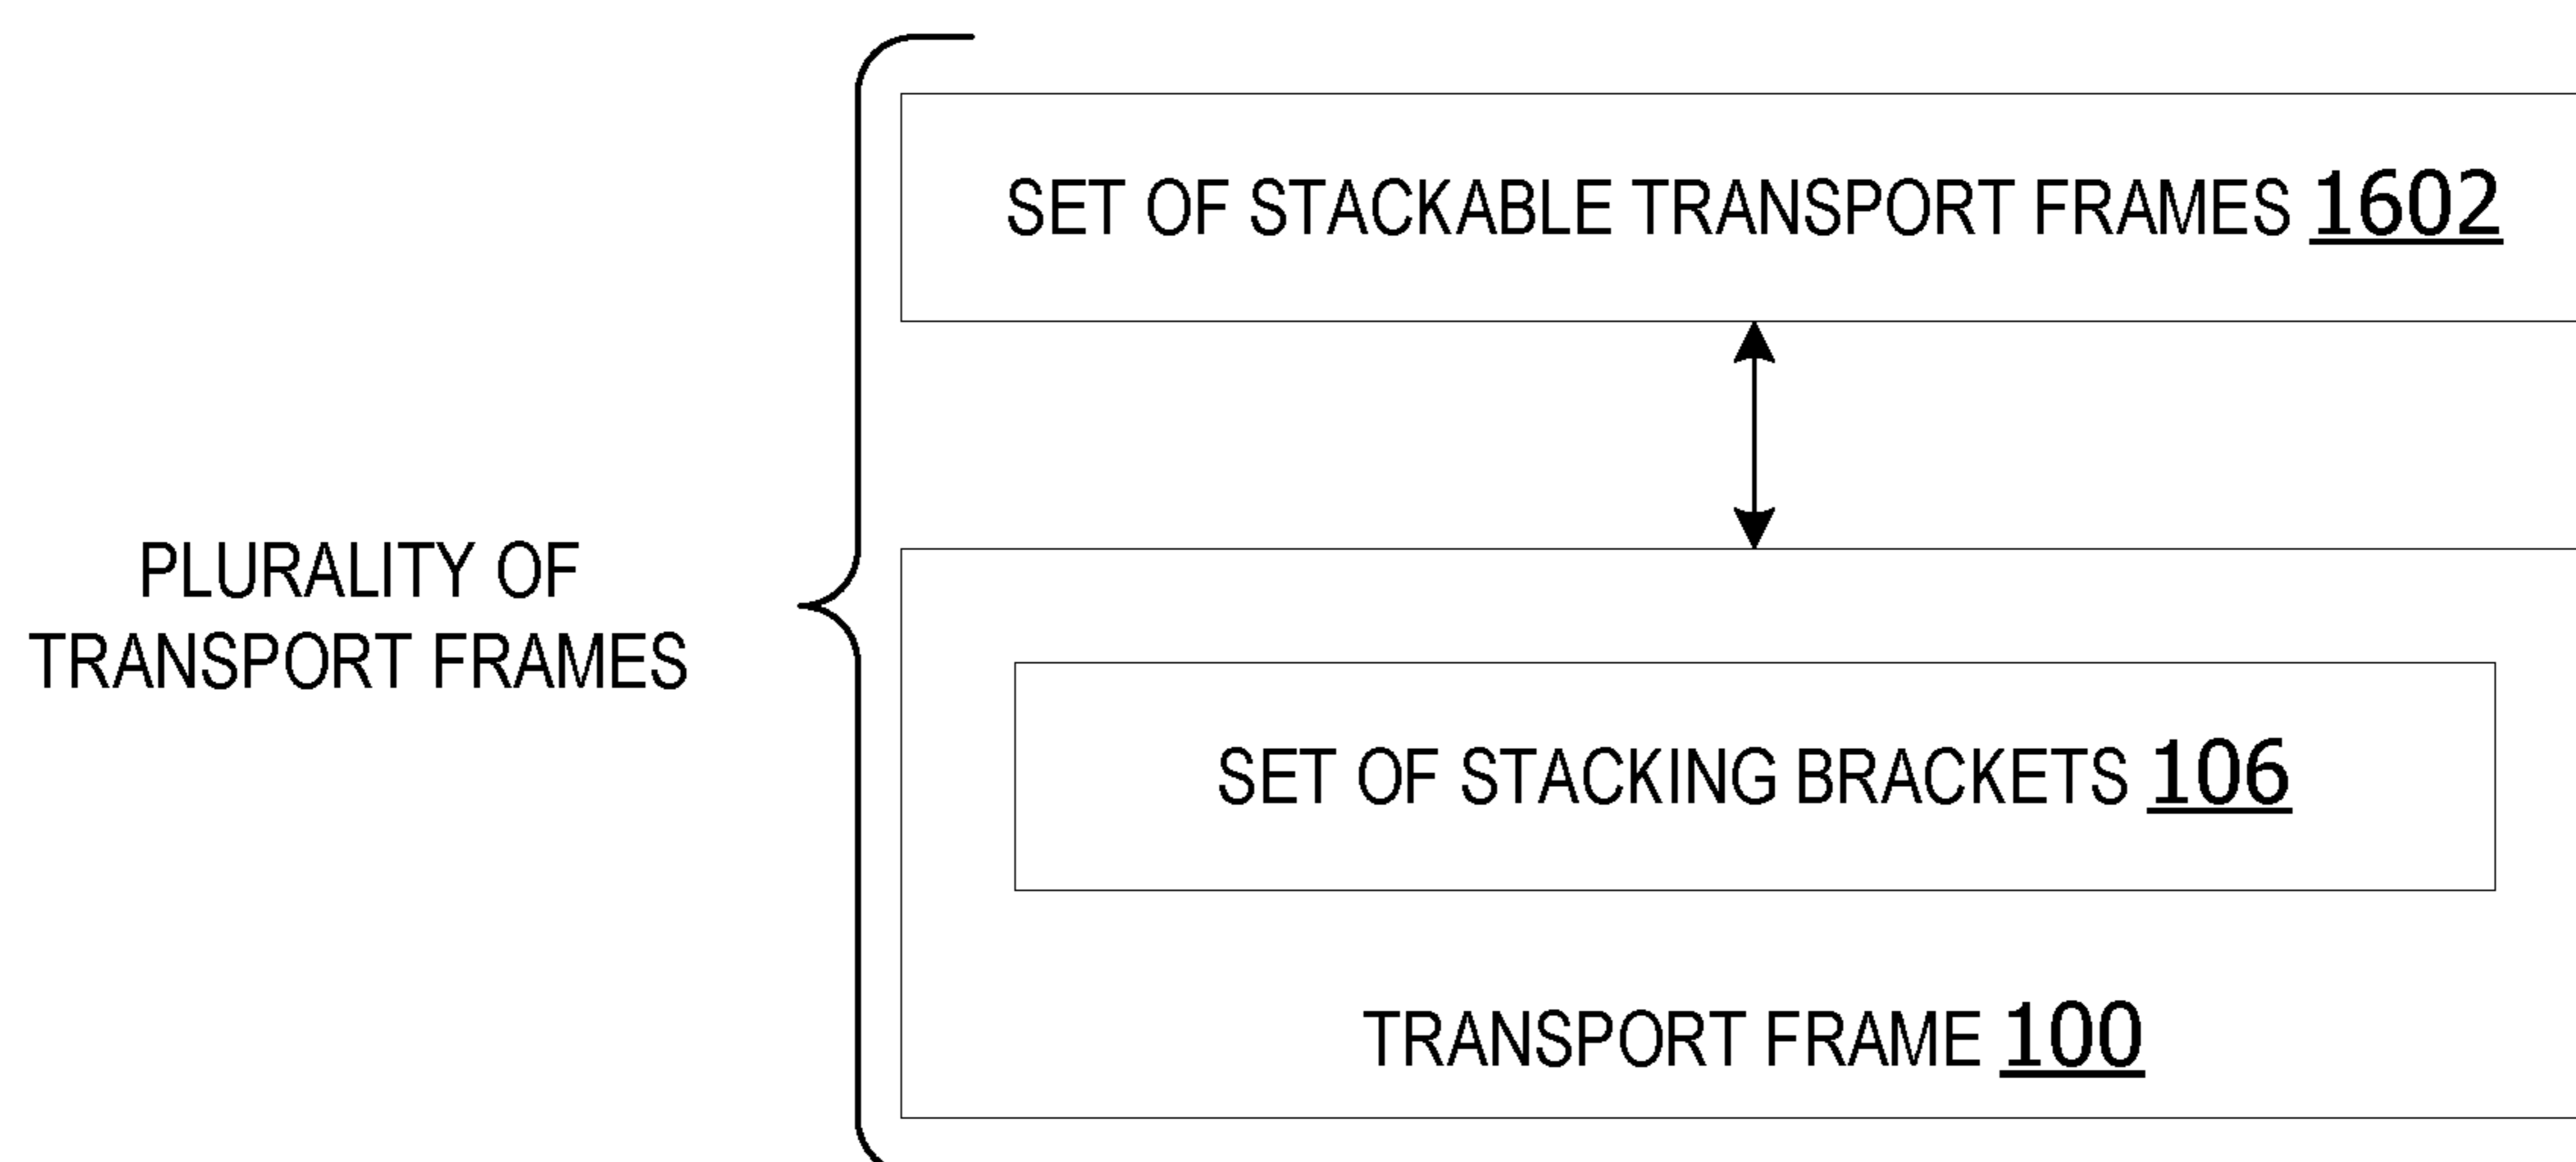 SET OF STACKABLE TRANSPORT FRAMES 1602
PLURALITY OF
TRANSPORT FRAMES
SET OF STACKING BRACKETS 106
TRANSPORT FRAME 100